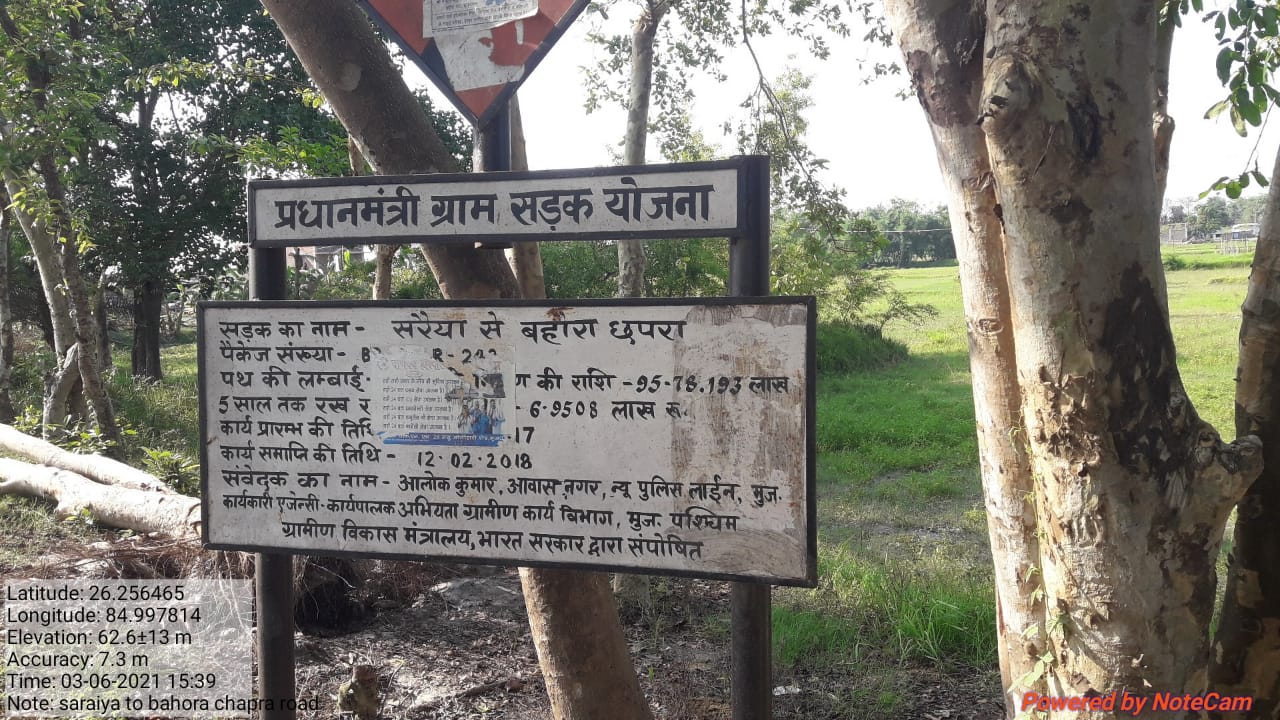 प्रधानमंत्री ग्राम सड़क योजना
सड़क का नाम - सरैया से बहोरा छपरा
पैकेज संख्या -
पथ की लम्बाई - की राशि - 95.78.193 लाख
5 साल तक रख - 6.9508 लाख रू.
कार्य प्रारम्भ की तिथि 17
कार्य समाप्ति की तिथि - 12.02.2018
संवेदक का नाम - आलोक कुमार, आवास नगर, न्यू पुलिस लाईन, मुज.
कार्यकारी एजेन्सी - कार्यपालक अभियंता ग्रामीण कार्य विभाग, मुज. पश्चिम
ग्रामीण विकास मंत्रालय, भारत सरकार द्वारा संपोषित
Latitude: 26.256465
Longitude: 84.997814
Elevation: 62.6±13 m
Accuracy: 7.3 m
Time: 03-06-2021 15:39
Note: saraiya to bahora chapra road
Powered by NoteCam